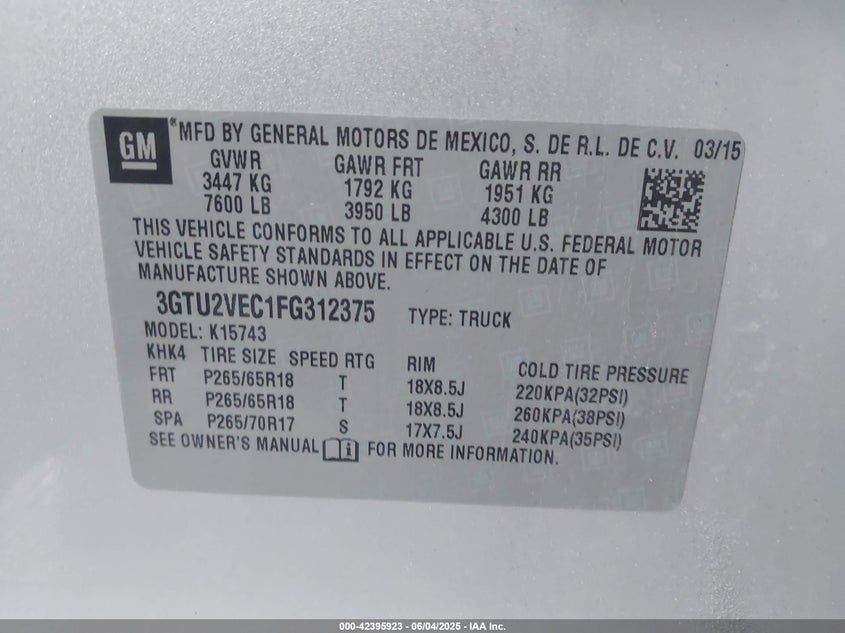 GM
*MFD BY GENERAL MOTORS DE MEXICO, S. DE R.L. DE C.V. 03/15
GVWR GAWR FRT GAWR RR
3447 KG 1792 KG 1951 KG
7600 LB 3950 LB 4300 LB
THIS VEHICLE CONFORMS TO ALL APPLICABLE U.S. FEDERAL MOTOR
VEHICLE SAFETY STANDARDS IN EFFECT ON THE DATE OF
MANUFACTURE SHOWN ABOVE.
3GTU2VEC1FG312375 TYPE: TRUCK
MODEL: K15743
KHK4 TIRE SIZE SPEED RTG RIM COLD TIRE PRESSURE
FRT P265/65R18 T 18X8.5J 220KPA(32PSI)
RR P265/65R18 T 18X8.5J 260KPA(38PSI)
SPA P265/70R17 S 17X7.5J 240KPA(35PSI)
SEE OWNER'S MANUAL i FOR MORE INFORMATION.
000-42395923 - 06/04/2025 - IAA Inc.